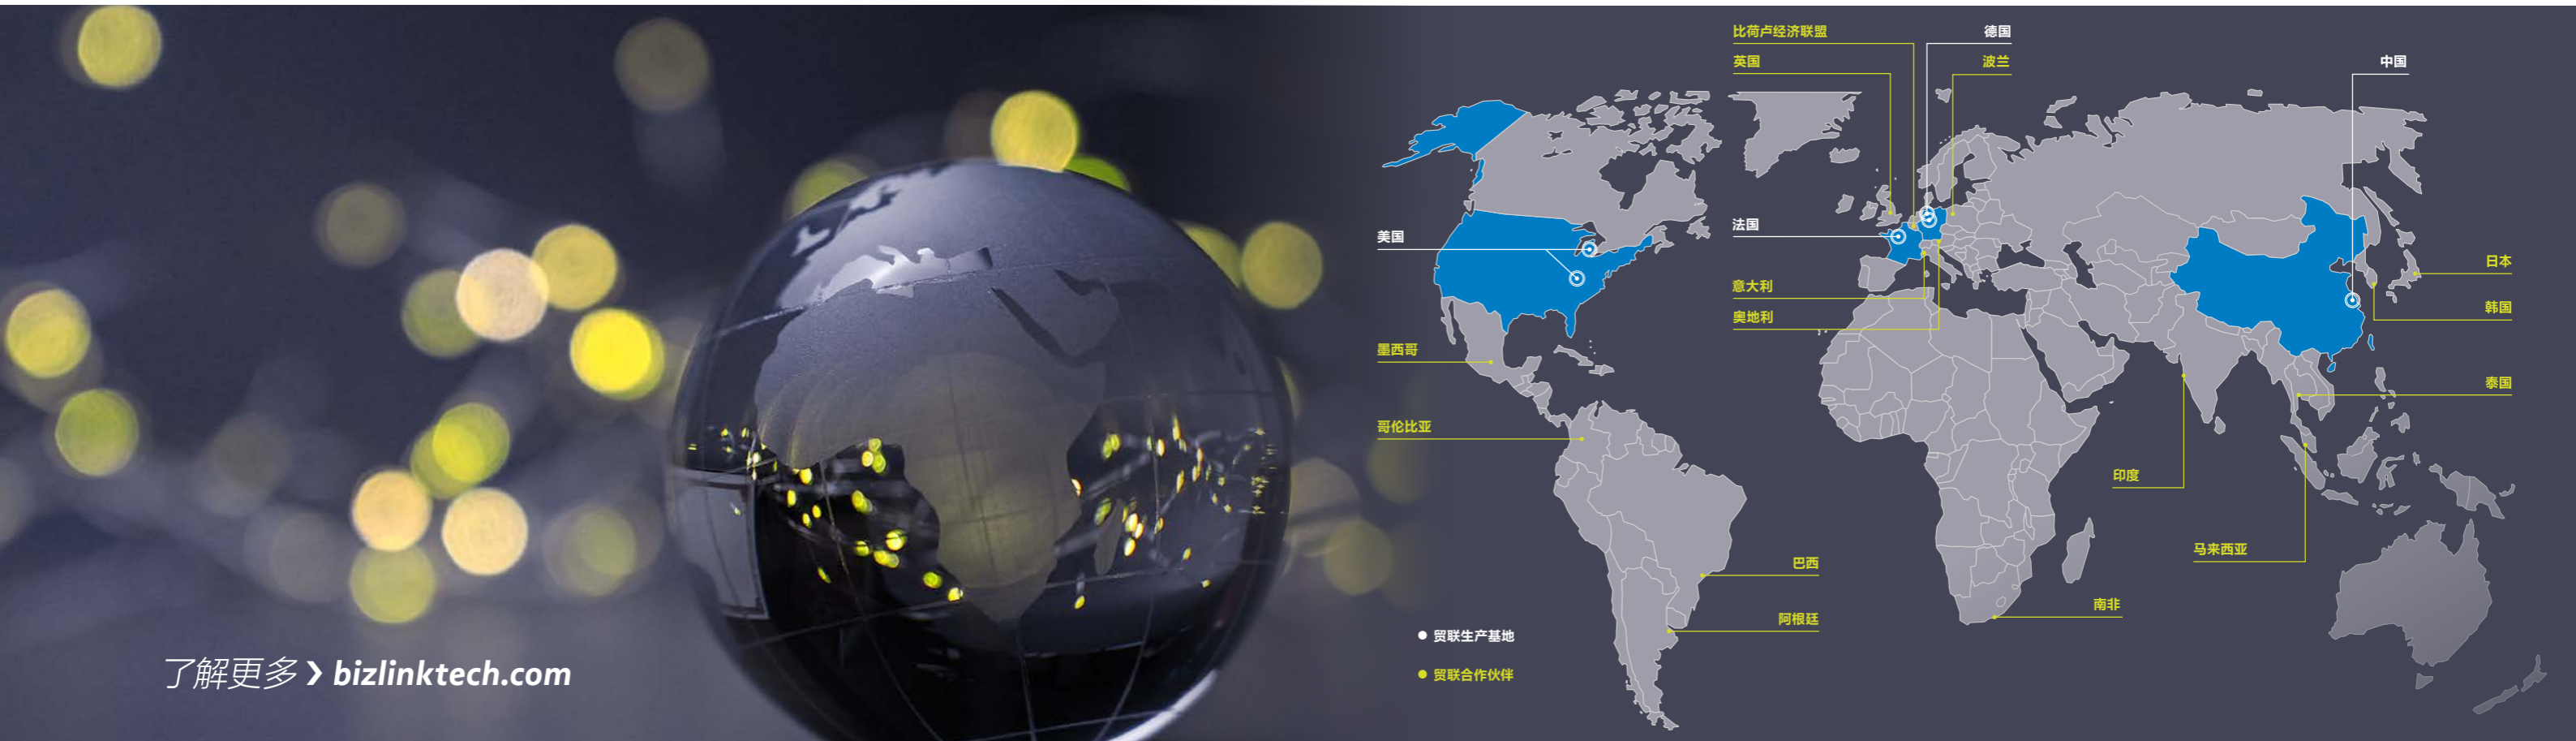 了解更多 › bizlinktech.com
比荷卢经济联盟
德国
英国
波兰
中国
美国
法国
日本
意大利
韩国
奥地利
墨西哥
泰国
哥伦比亚
印度
马来西亚
巴西
南非
阿根廷
贸联生产基地
贸联合作伙伴